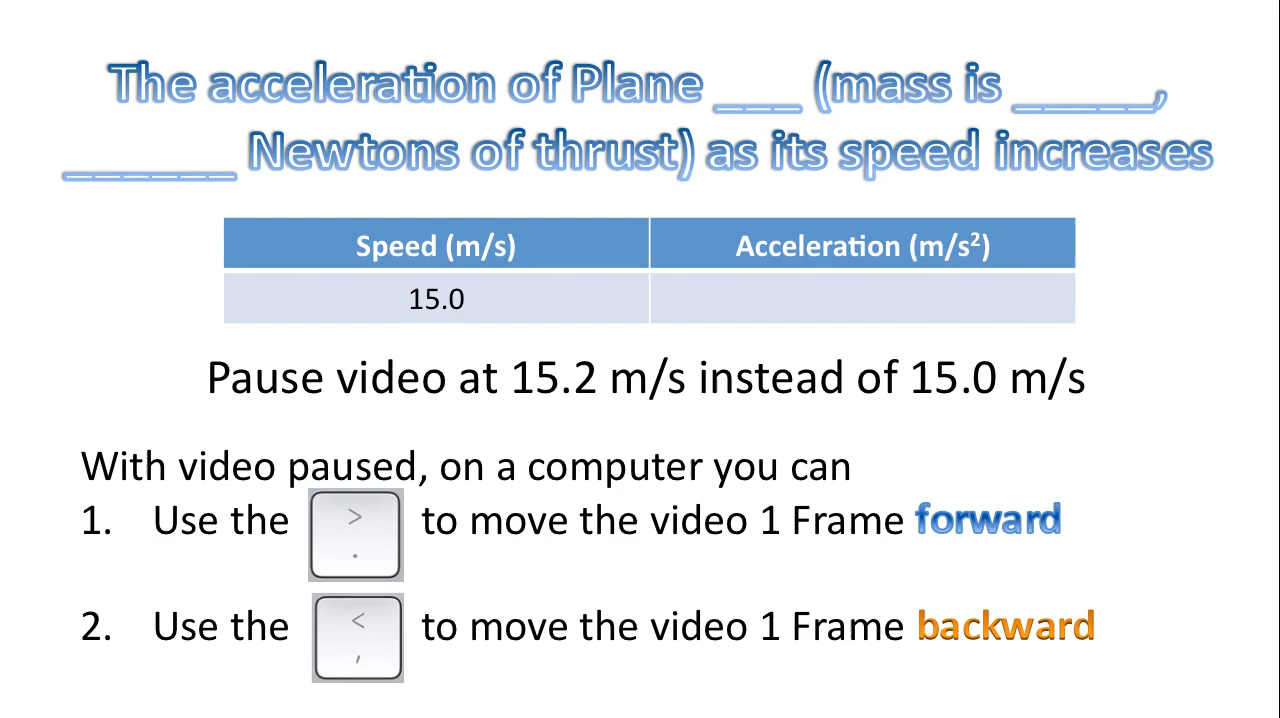 The acceleration of Plane ___ (mass is _____,
______ Newtons of thrust) as its speed increases
Speed (m/s) Acceleration (m/s²)
15.0
Pause video at 15.2 m/s instead of 15.0 m/s
With video paused, on a computer you can
1. Use the > . to move the video 1 Frame forward
2. Use the < , to move the video 1 Frame backward